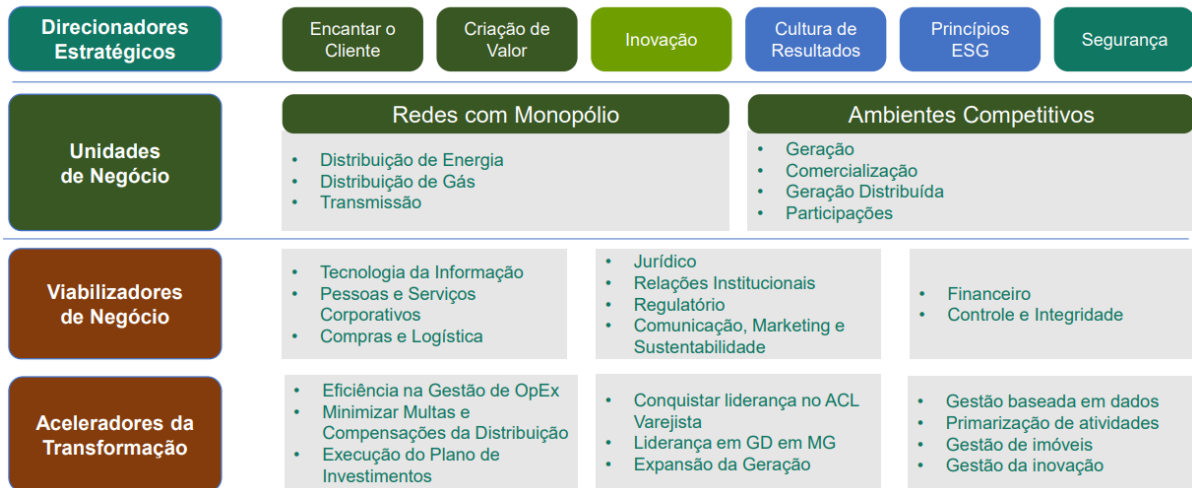 Direcionadores
Estratégicos
Encantar o
Cliente
Criação de
Valor
Inovação
Cultura de
Resultados
Princípios
ESG
Segurança
Unidades
de Negócio
Redes com Monopólio
• Distribuição de Energia
• Distribuição de Gás
• Transmissão
Ambientes Competitivos
• Geração
• Comercialização
• Geração Distribuída
• Participações
Viabilizadores
de Negócio
• Tecnologia da Informação
• Pessoas e Serviços
Corporativos
• Compras e Logística
• Jurídico
• Relações Institucionais
• Regulatório
• Comunicação, Marketing e
Sustentabilidade
• Financeiro
• Controle e Integridade
Aceleradores da
Transformação
• Eficiência na Gestão de OpEx
• Minimizar Multas e
Compensações da Distribuição
• Execução do Plano de
Investimentos
• Conquistar liderança no ACL
Varejista
• Liderança em GD em MG
• Expansão da Geração
• Gestão baseada em dados
• Primarização de atividades
• Gestão de imóveis
• Gestão da inovação